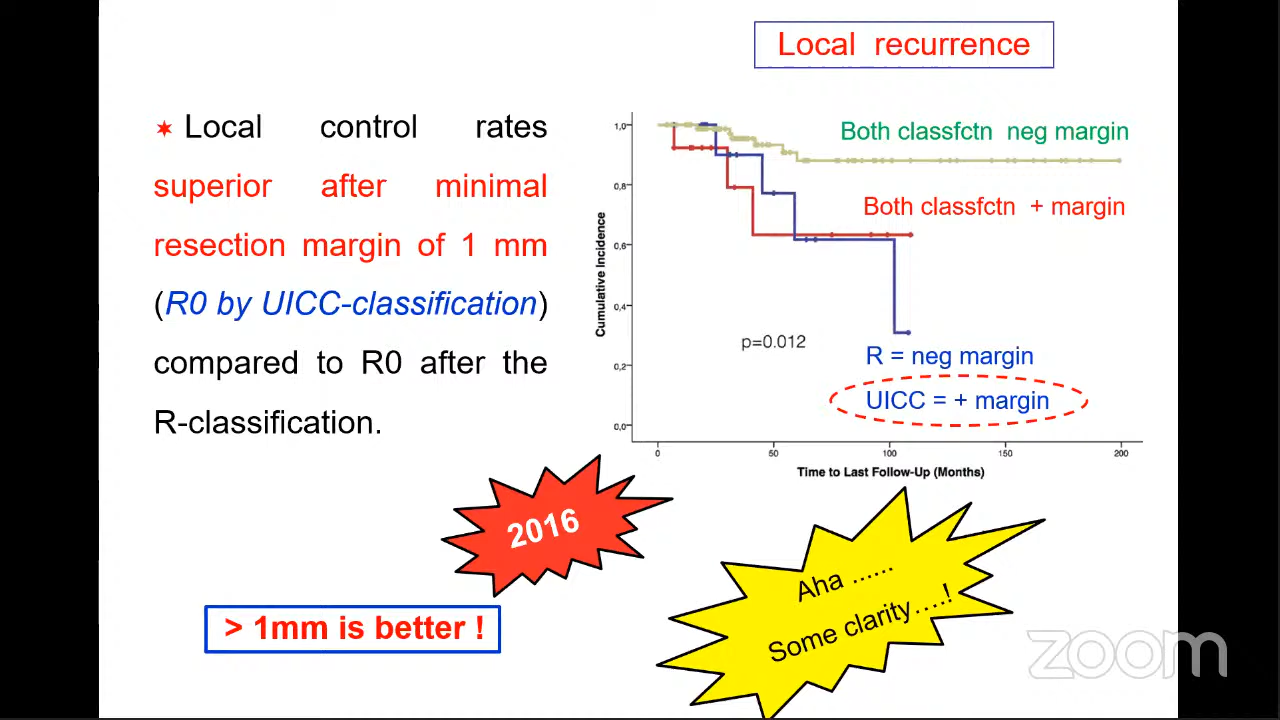 Local recurrence
✶ Local control rates
superior after minimal
resection margin of 1 mm
(R0 by UICC-classification)
compared to R0 after the
R-classification.
Cumulative Incidence
1,0
0,8
0,6
0,4
0,2
0,0
Both classfctn neg margin
Both classfctn + margin
p=0.012
R = neg margin
UICC = + margin
0
50
100
150
200
Time to Last Follow-Up (Months)
2016
Aha ......
Some clarity....!
> 1mm is better !
zoom